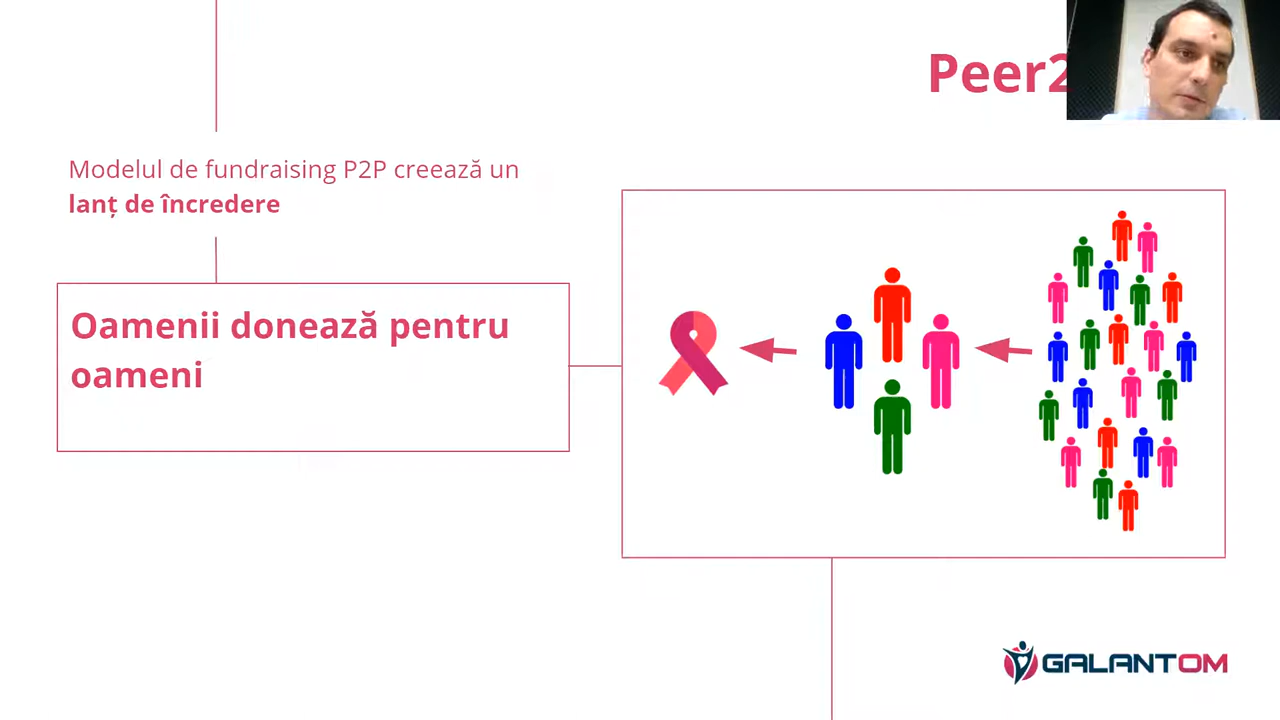 Peer2
Modelul de fundraising P2P creează un
lanț de încredere
Oamenii donează pentru
oameni
GALANTOM